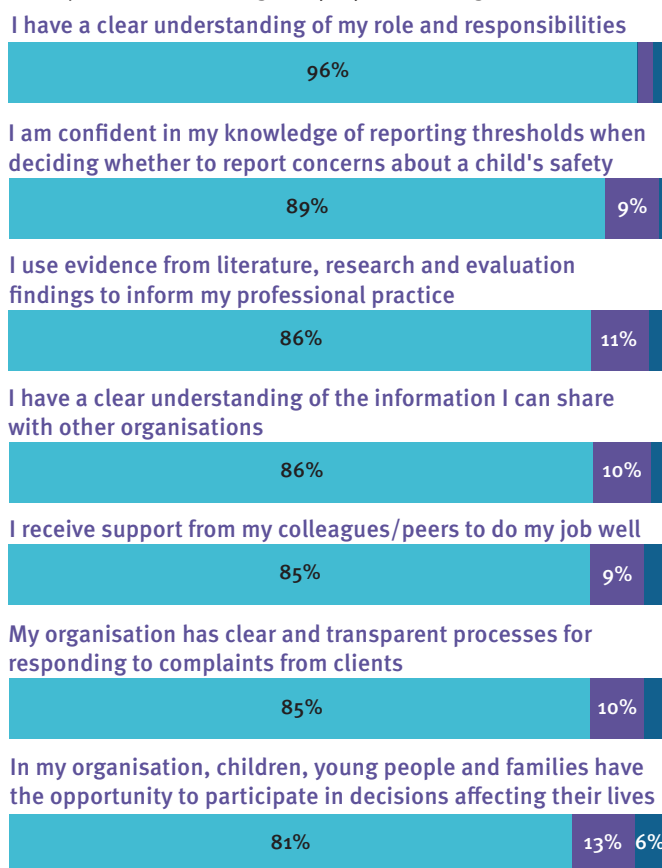 I have a clear understanding of my role and responsibilities
96%
I am confident in my knowledge of reporting thresholds when
deciding whether to report concerns about a child's safety
89% 9%
I use evidence from literature, research and evaluation
findings to inform my professional practice
86% 11%
I have a clear understanding of the information I can share
with other organisations
86% 10%
I receive support from my colleagues/peers to do my job well
85% 9%
My organisation has clear and transparent processes for
responding to complaints from clients
85% 10%
In my organisation, children, young people and families have
the opportunity to participate in decisions affecting their lives
81% 13% 6%